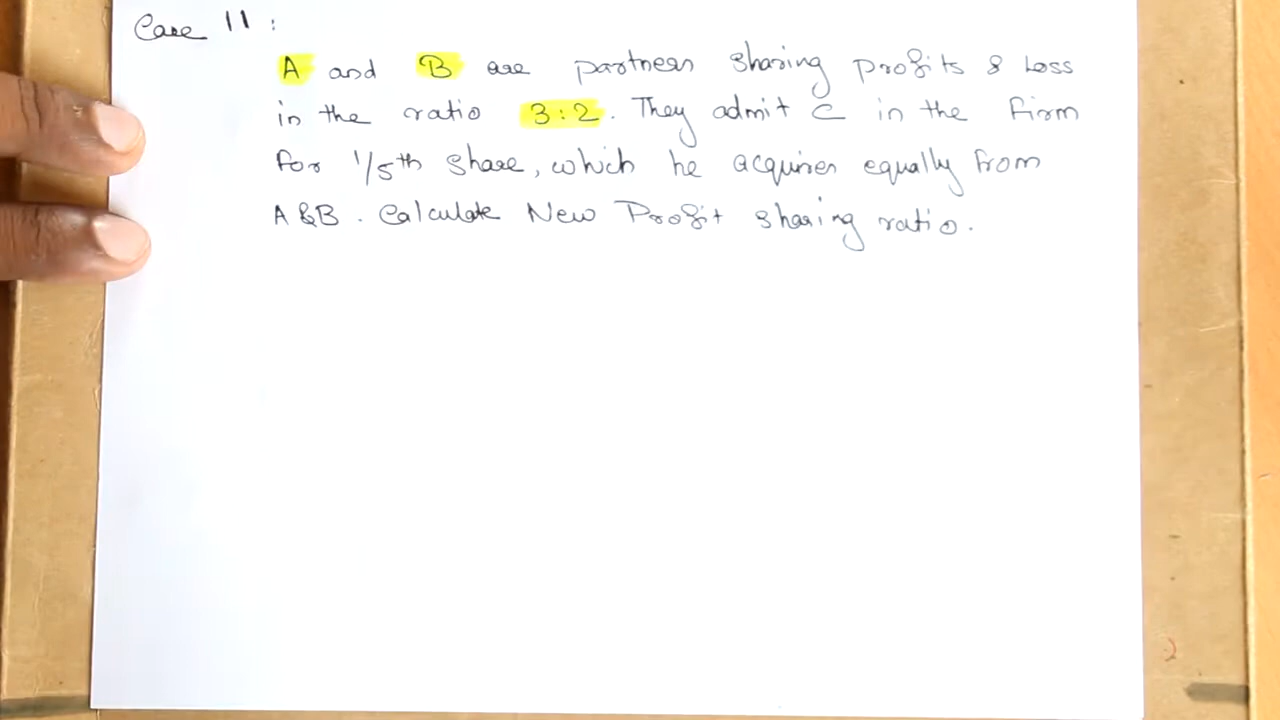 Case 11 :
A and B are partners sharing profits & Loss
in the ratio 3:2. They admit C in the firm
for 1/5th share, which he acquires equally from
A & B. Calculate New Profit sharing ratio.